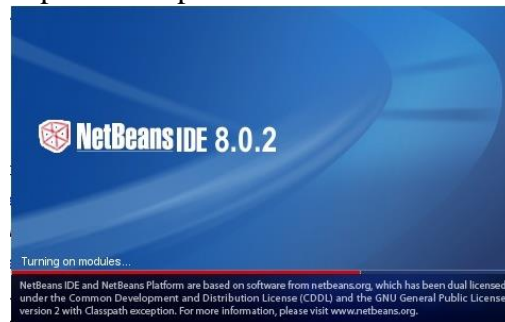 NetBeans IDE 8.0.2
Turning on modules...
NetBeans IDE and NetBeans Platform are based on software from netbeans.org, which has been dual licensed
under the Common Development and Distribution License (CDDL) and the GNU General Public License
version 2 with Classpath exception. For more information, please visit www.netbeans.org.